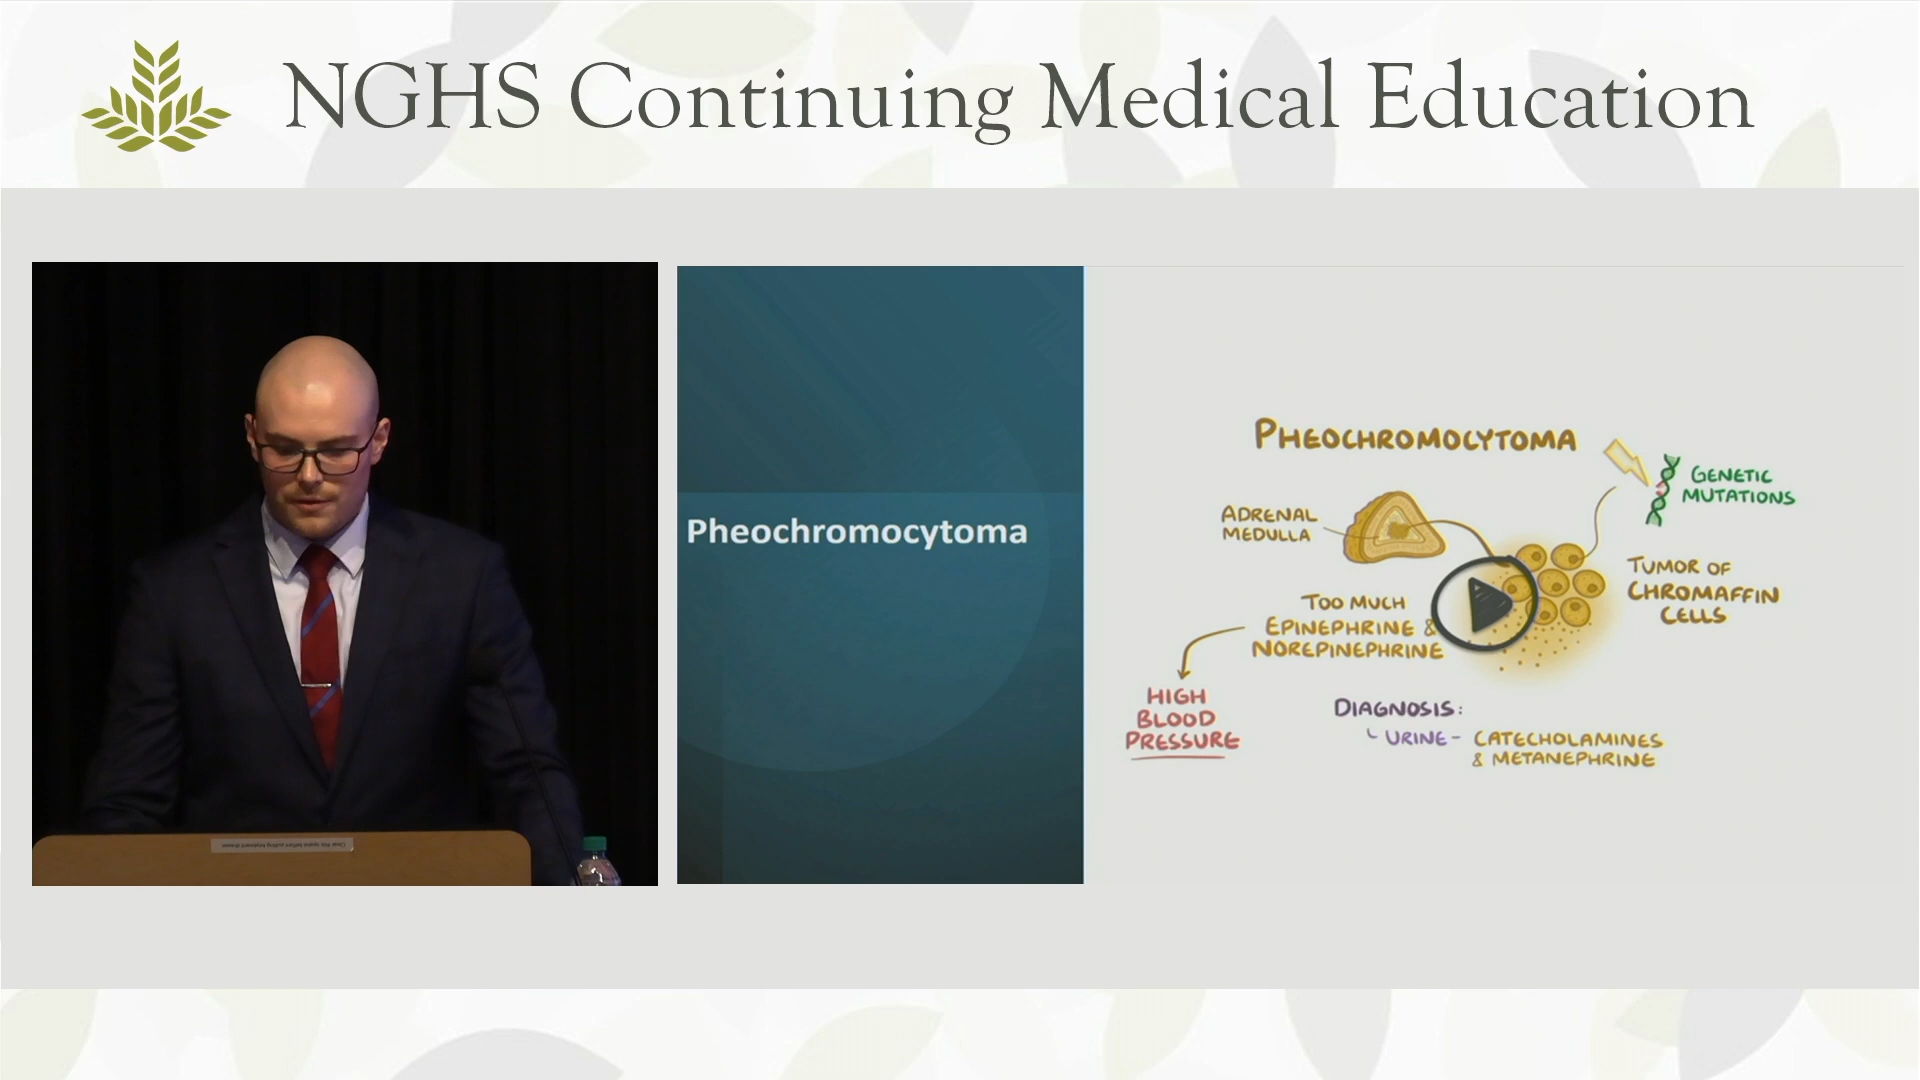 NGHS Continuing Medical Education
Pheochromocytoma
PHEOCHROMOLYTOMA
GENETIC
MUTATIONS
ADRENAL
MEDULLA
TUMOR OF
CHROMAFFIN
CELLS
TOO MUCH
EPINEPHRINE &
NOREPINEPHRINE
HIGH
BLOOD
PRESSURE
DIAGNOSIS:
URINE - CATECHOLAMINES
& METANEPHRINE